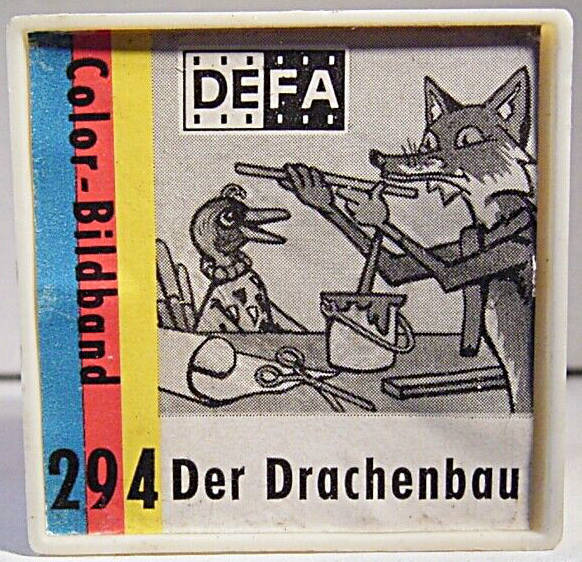 DEFA
Color-Bildband
294 Der Drachenbau